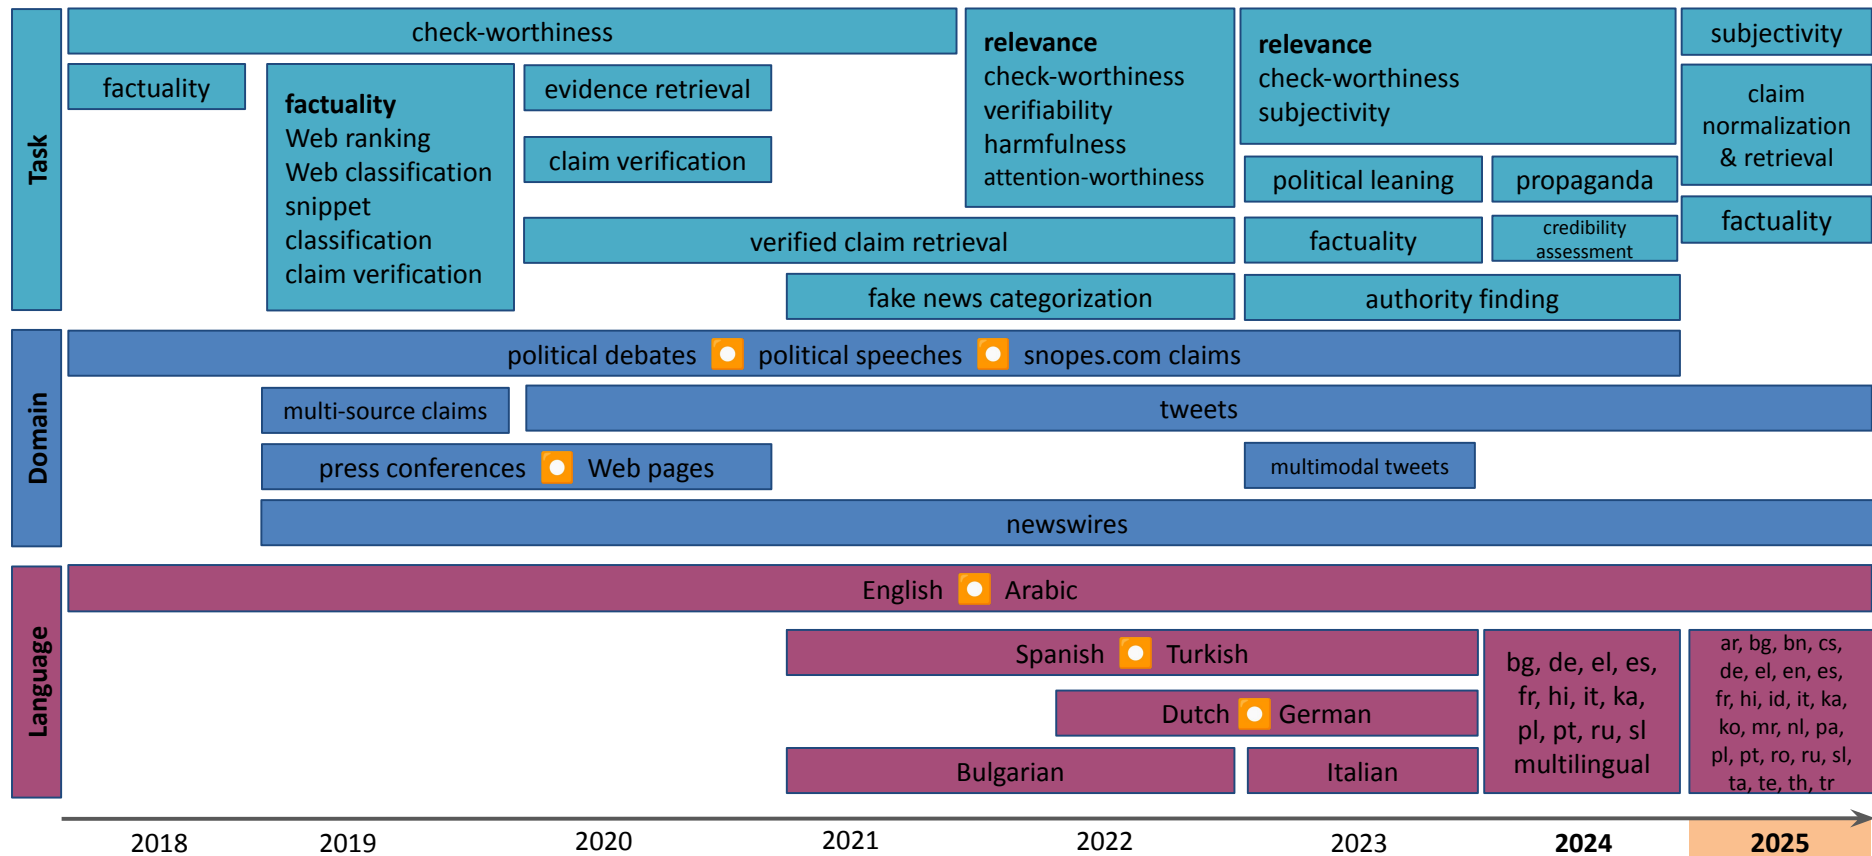 Task
check-worthiness
factuality
factuality
Web ranking
Web classification
snippet
classification
claim verification
evidence retrieval
claim verification
verified claim retrieval
fake news categorization
relevance
check-worthiness
verifiability
harmfulness
attention-worthiness
relevance
check-worthiness
subjectivity
political leaning
propaganda
factuality
credibility
assessment
authority finding
subjectivity
claim
normalization
& retrieval
factuality
Domain
political debates political speeches snopes.com claims
multi-source claims
tweets
press conferences Web pages
multimodal tweets
newswires
Language
English Arabic
Spanish Turkish
Dutch German
Bulgarian
Italian
bg, de, el, es,
fr, hi, it, ka,
pl, pt, ru, sl
multilingual
ar, bg, bn, cs,
de, el, en, es,
fr, hi, id, it, ka,
ko, mr, nl, pa,
pl, pt, ro, ru, sl,
ta, te, th, tr
2018 2019 2020 2021 2022 2023 2024 2025